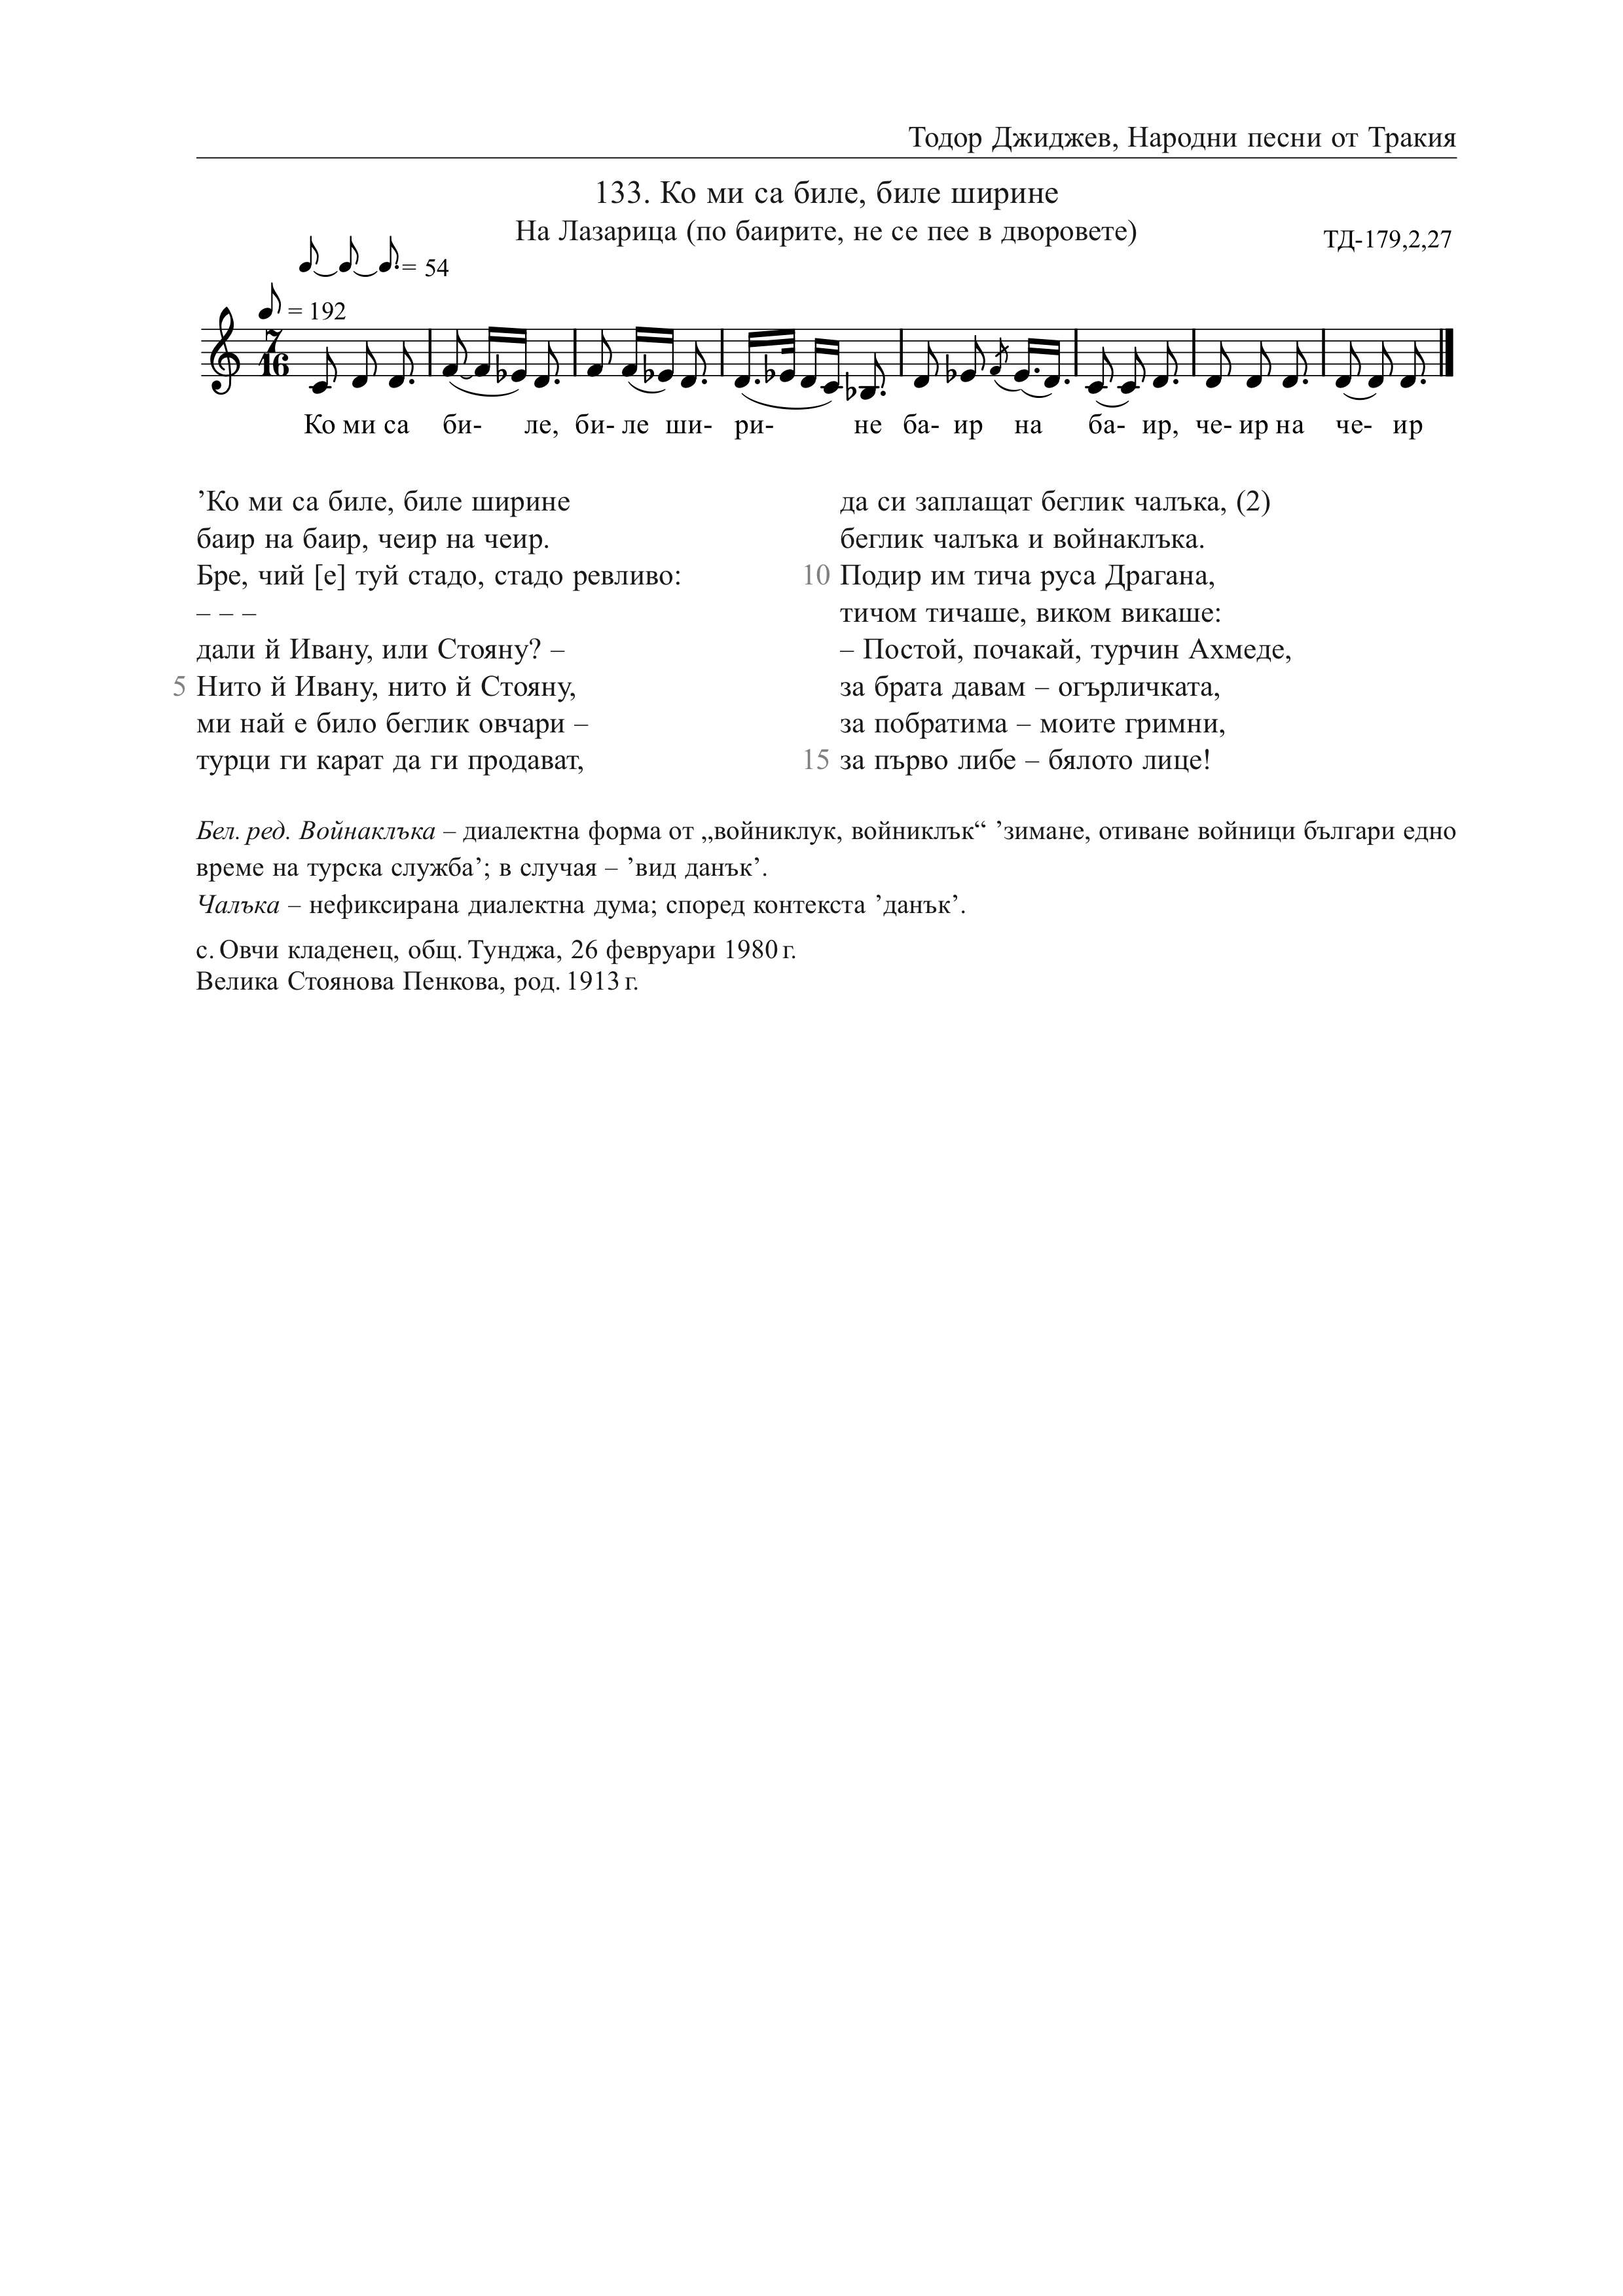 Тодор Джиджев, Народни песни от Тракия
133. Ко ми са биле, биле ширине
На Лазарица (по баирите, не се пее в дворовете)
ТД-179,2,27
= 54
= 192
7
16
Ко ми са би- ле, би- ле ши- ри- не ба- ир на ба- ир, че- ир на че- ир
’Ко ми са биле, биле ширине
баир на баир, чеир на чеир.
Бре, чий [е] туй стадо, стадо ревливо:
– – –
дали й Ивану, или Стояну? –
5 Нито й Ивану, нито й Стояну,
ми най е било беглик овчари –
турци ги карат да ги продават,
да си заплащат беглик чалъка, (2)
беглик чалъка и войнаклъка.
10 Подир им тича руса Драгана,
тичом тичаше, виком викаше:
– Постой, почакай, турчин Ахмеде,
за брата давам – огърличката,
за побратима – моите гримни,
15 за първо либе – бялото лице!
Бел. ред. Войнаклъка – диалектна форма от „войниклук, войниклък“ ’зимане, отиване войници българи едно
време на турска служба’; в случая – ’вид данък’.
Чалъка – нефиксирана диалектна дума; според контекста ’данък’.
с. Овчи кладенец, общ. Тунджа, 26 февруари 1980 г.
Велика Стоянова Пенкова, род. 1913 г.